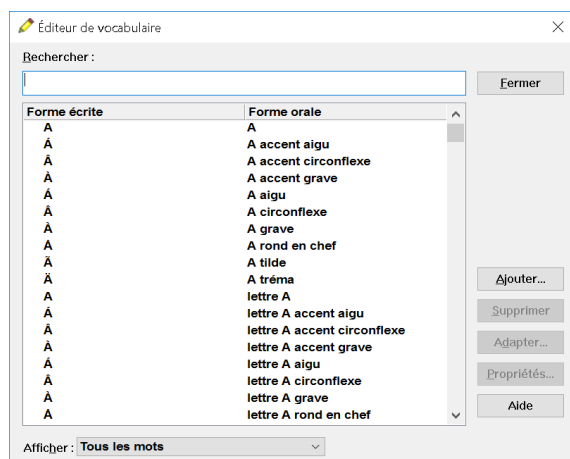 Éditeur de vocabulaire
Rechercher :
Fermer
Forme écrite Forme orale
A A
Á A accent aigu
Â A accent circonflexe
À A accent grave
Á A aigu
Â A circonflexe
À A grave
Å A rond en chef
Ã A tilde
Ä A tréma
A lettre A
Á lettre A accent aigu
Â lettre A accent circonflexe
À lettre A accent grave
Á lettre A aigu
Â lettre A circonflexe
À lettre A grave
Å lettre A rond en chef
Ajouter...
Supprimer
Adapter...
Propriétés...
Aide
Afficher : Tous les mots